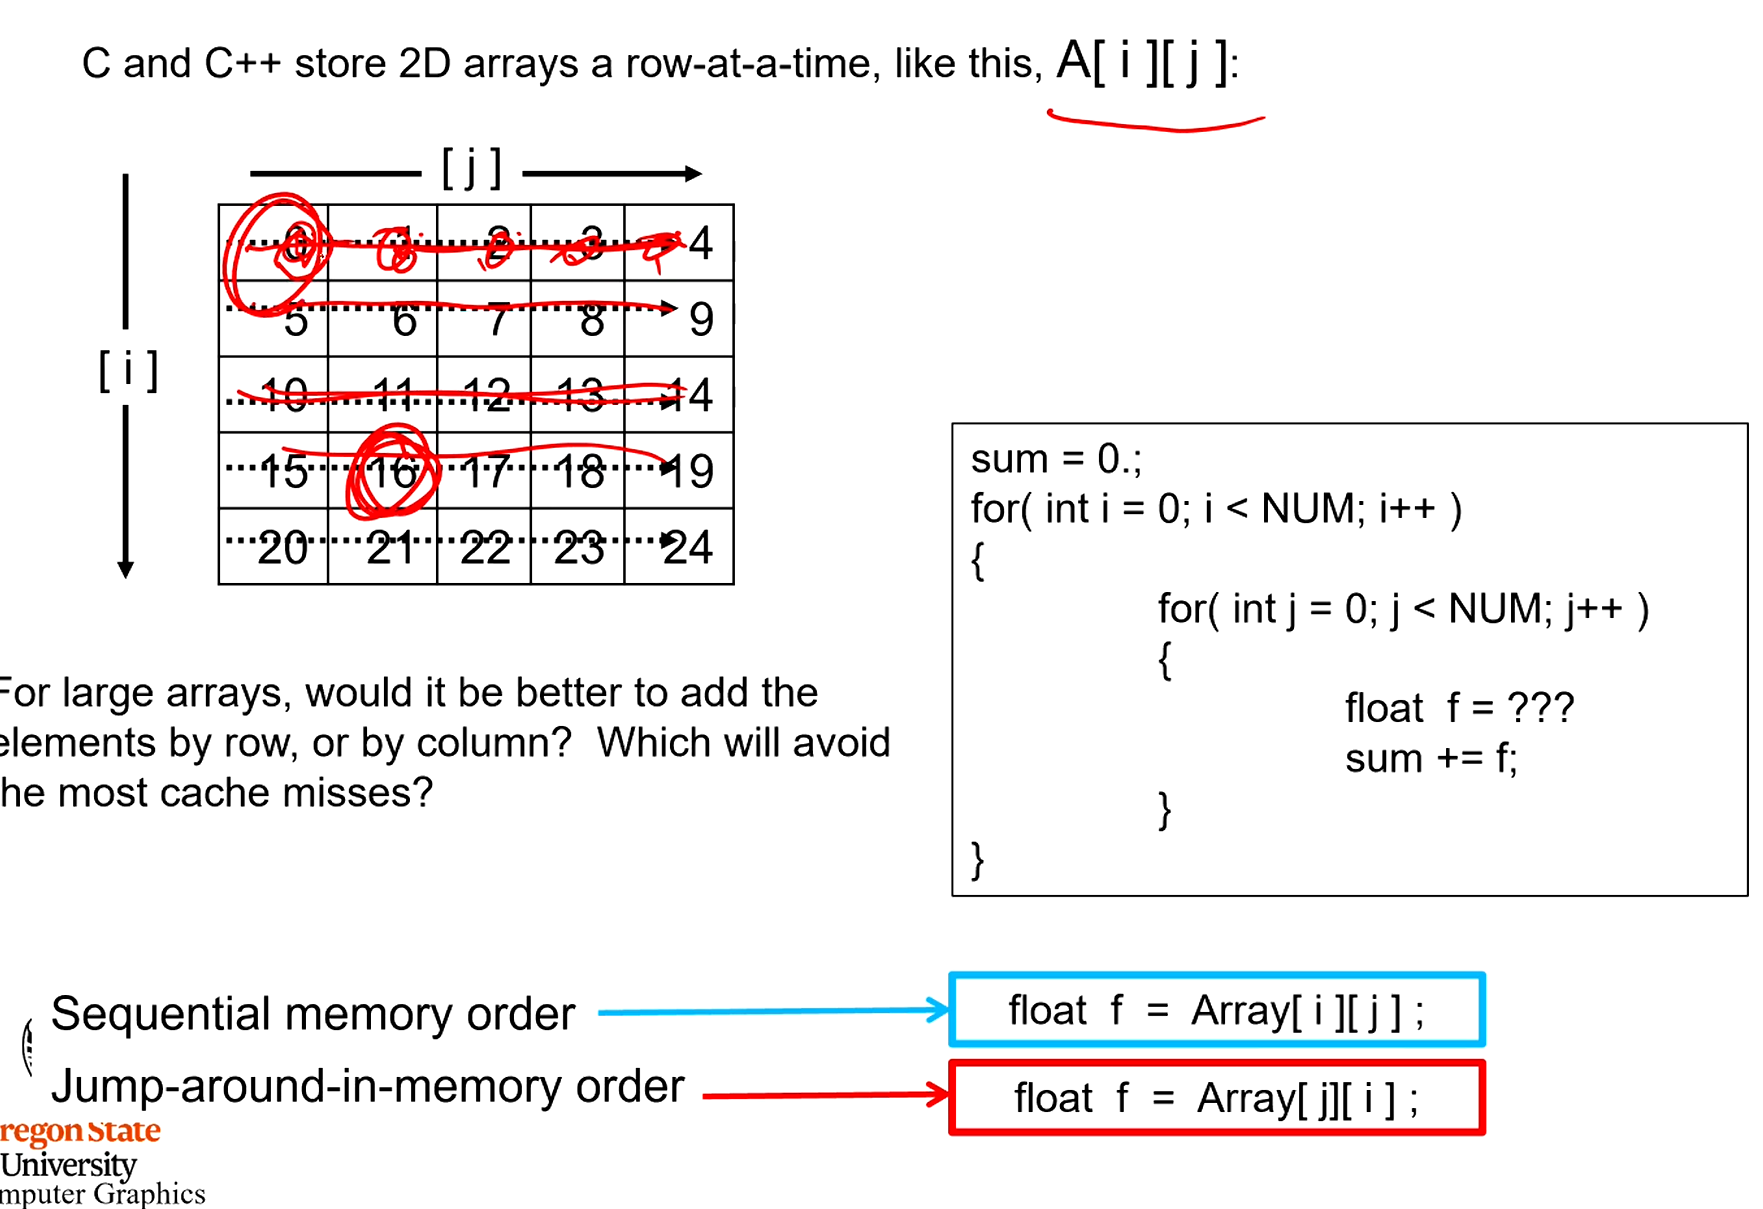 C and C++ store 2D arrays a row-at-a-time, like this, A[ i ][ j ]:
[ j ]
[ i ]
0 1 2 3 4
5 6 7 8 9
10 11 12 13 14
15 16 17 18 19
20 21 22 23 24
sum = 0.;
for( int i = 0; i < NUM; i++ )
{
for( int j = 0; j < NUM; j++ )
{
float f = ???
sum += f;
}
}
For large arrays, would it be better to add the
elements by row, or by column? Which will avoid
he most cache misses?
Sequential memory order
float f = Array[ i ][ j ] ;
Jump-around-in-memory order
float f = Array[ j][ i ] ;
regon State
University
mputer Graphics